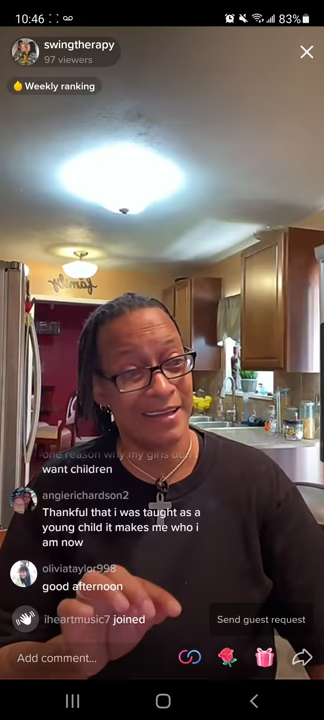 10:46
83%
swingtherapy
97 viewers
Weekly ranking
family
one reason why my girls don't
want children
angierichardson2
Thankful that i was taught as a
young child it makes me who i
am now
oliviataylor998
good afternoon
iheartmusic7 joined
Send guest request
Add comment...